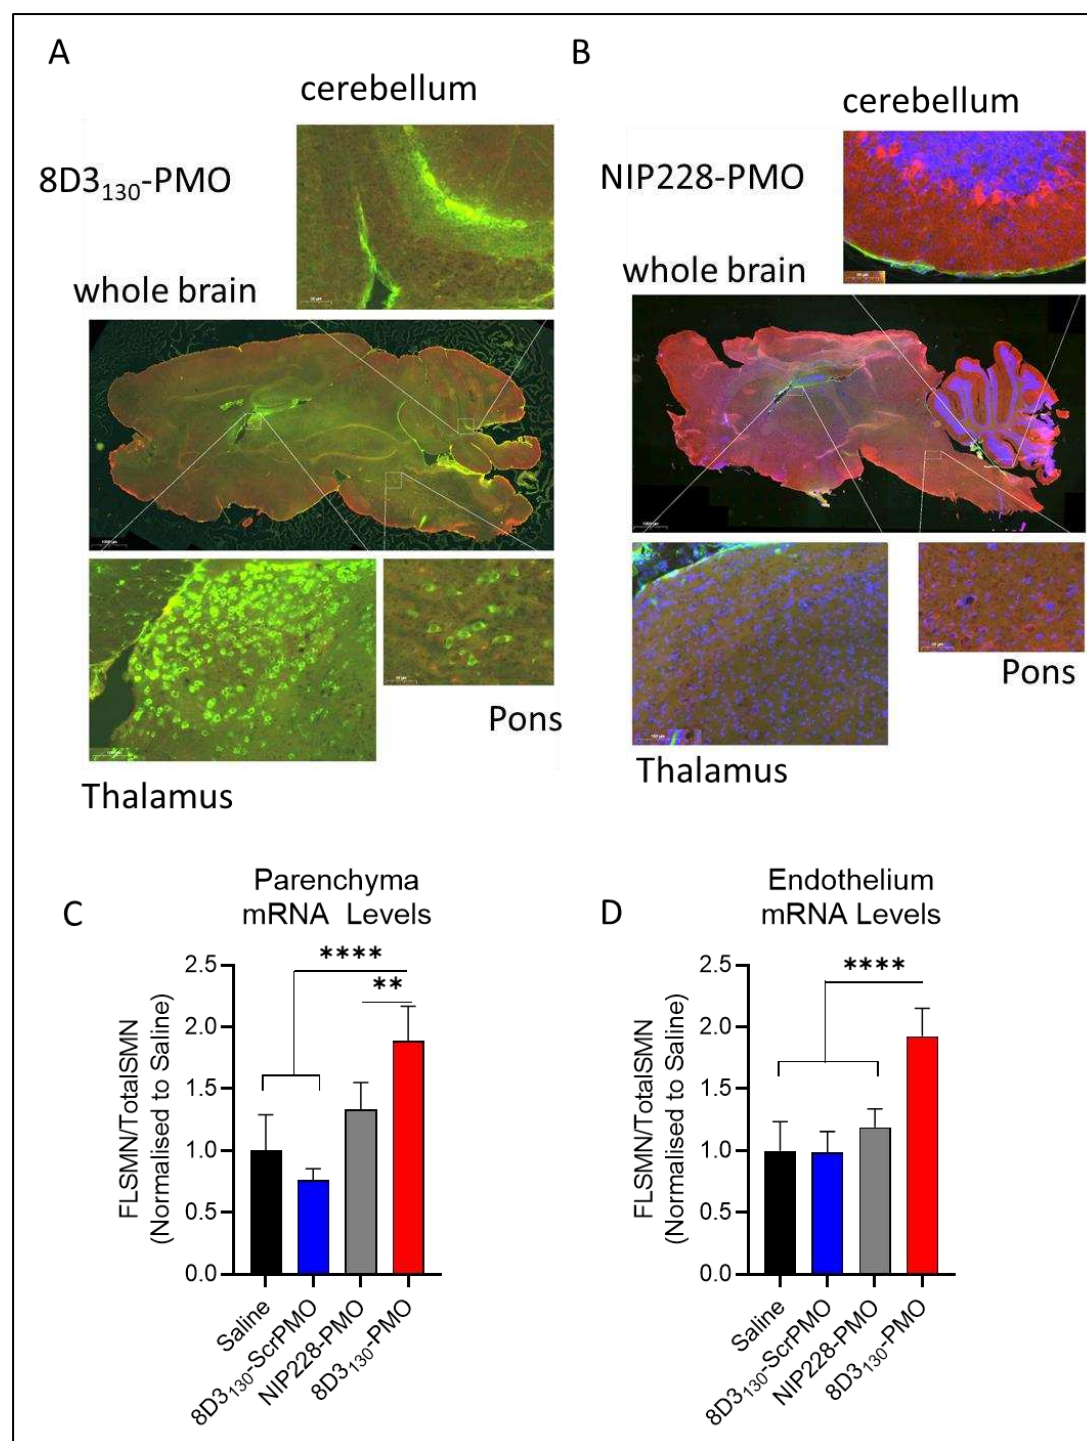 A
cerebellum
8D3₁₃₀-PMO
whole brain
Pons
Thalamus
B
cerebellum
NIP228-PMO
whole brain
Pons
Thalamus
C
Parenchyma
mRNA Levels
****
**
FLSMN/TotalSMN
(Normalised to Saline)
2.5
2.0
1.5
1.0
0.5
0.0
Saline
8D3₁₃₀-ScrPMO
NIP228-PMO
8D3₁₃₀-PMO
D
Endothelium
mRNA Levels
****
FLSMN/TotalSMN
(Normalised to Saline)
2.5
2.0
1.5
1.0
0.5
0.0
Saline
8D3₁₃₀-ScrPMO
NIP228-PMO
8D3₁₃₀-PMO